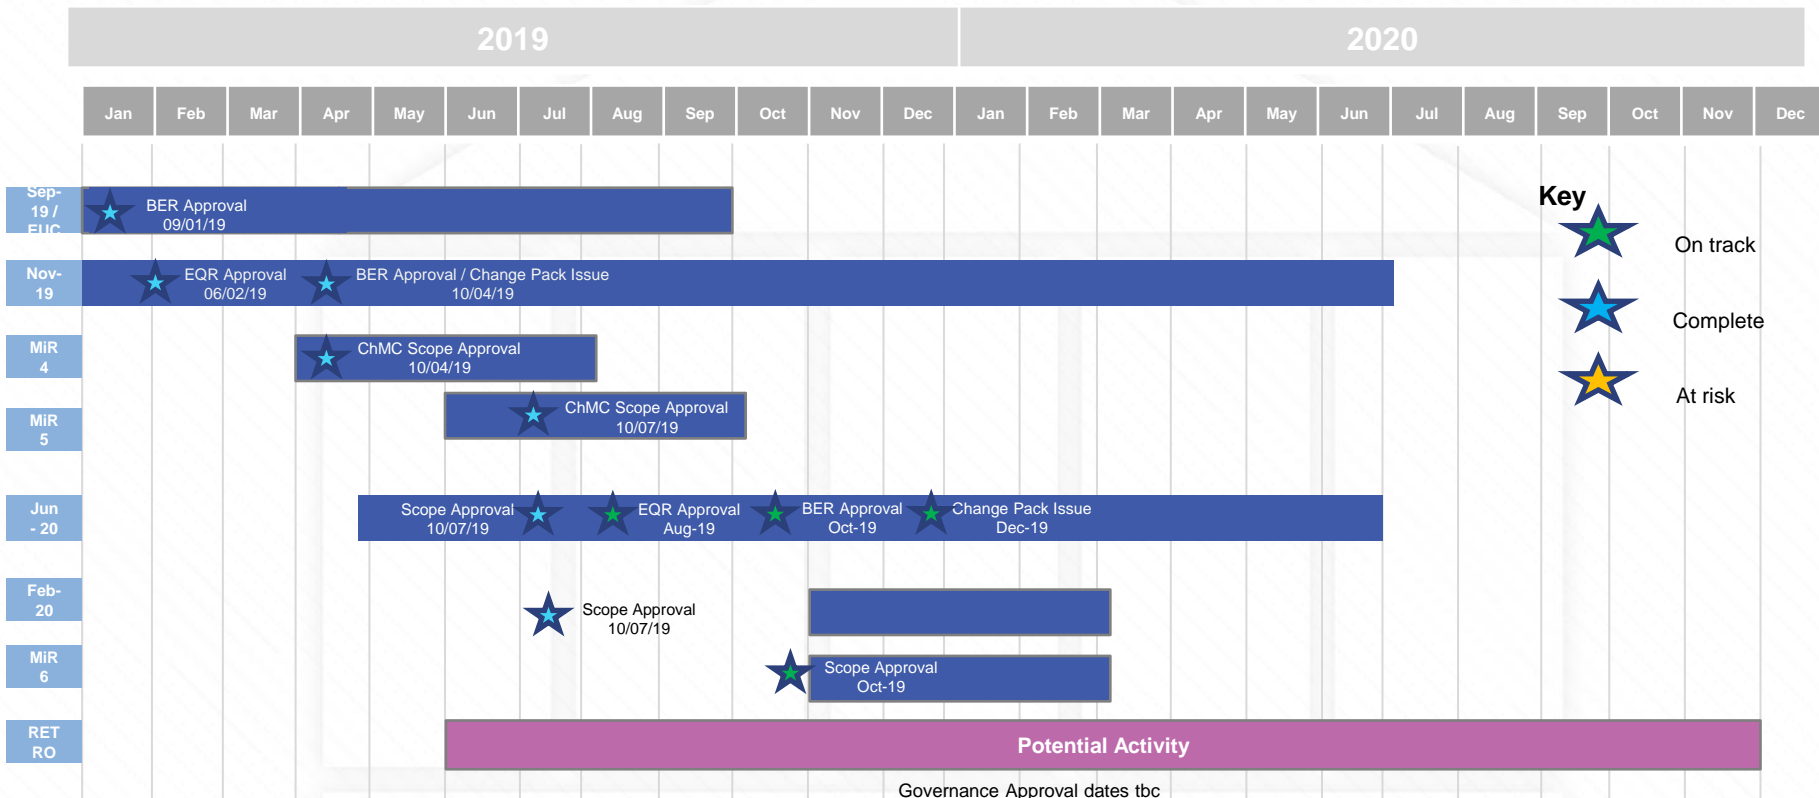 2019 2020
Jan Feb Mar Apr May Jun Jul Aug Sep Oct Nov Dec Jan Feb Mar Apr May Jun Jul Aug Sep Oct Nov Dec
Sep-
19 /
EUC
BER Approval
09/01/19
Key
On track
Complete
At risk
Nov-
19
EQR Approval
06/02/19
BER Approval / Change Pack Issue
10/04/19
MiR
4
ChMC Scope Approval
10/04/19
MiR
5
ChMC Scope Approval
10/07/19
Jun
- 20
Scope Approval
10/07/19
EQR Approval
Aug-19
BER Approval
Oct-19
Change Pack Issue
Dec-19
Feb-
20
Scope Approval
10/07/19
MiR
6
Scope Approval
Oct-19
RET
RO
Potential Activity
Governance Approval dates tbc